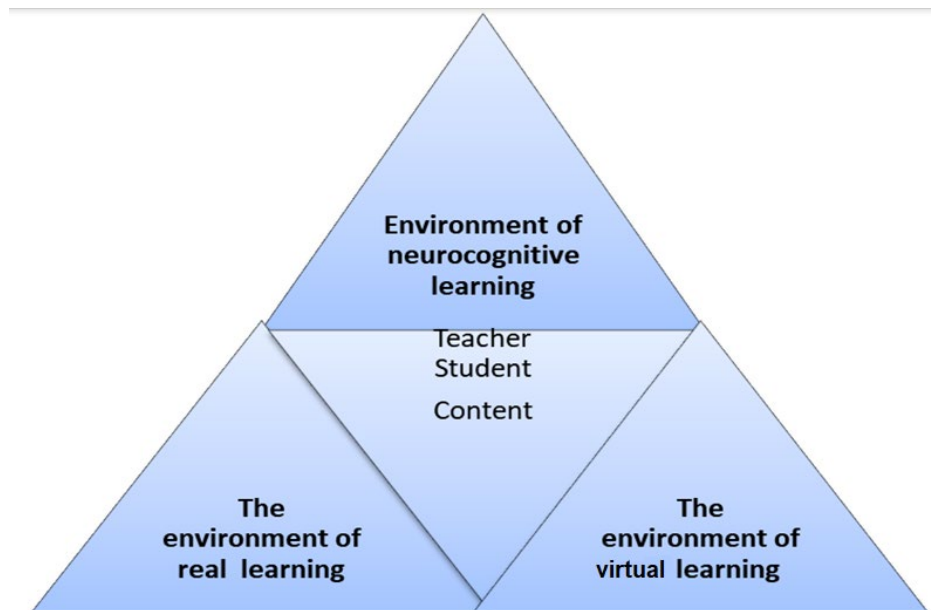 Environment of
neurocognitive
learning
Teacher
Student
Content
The
environment of
real learning
The
environment of
virtual learning